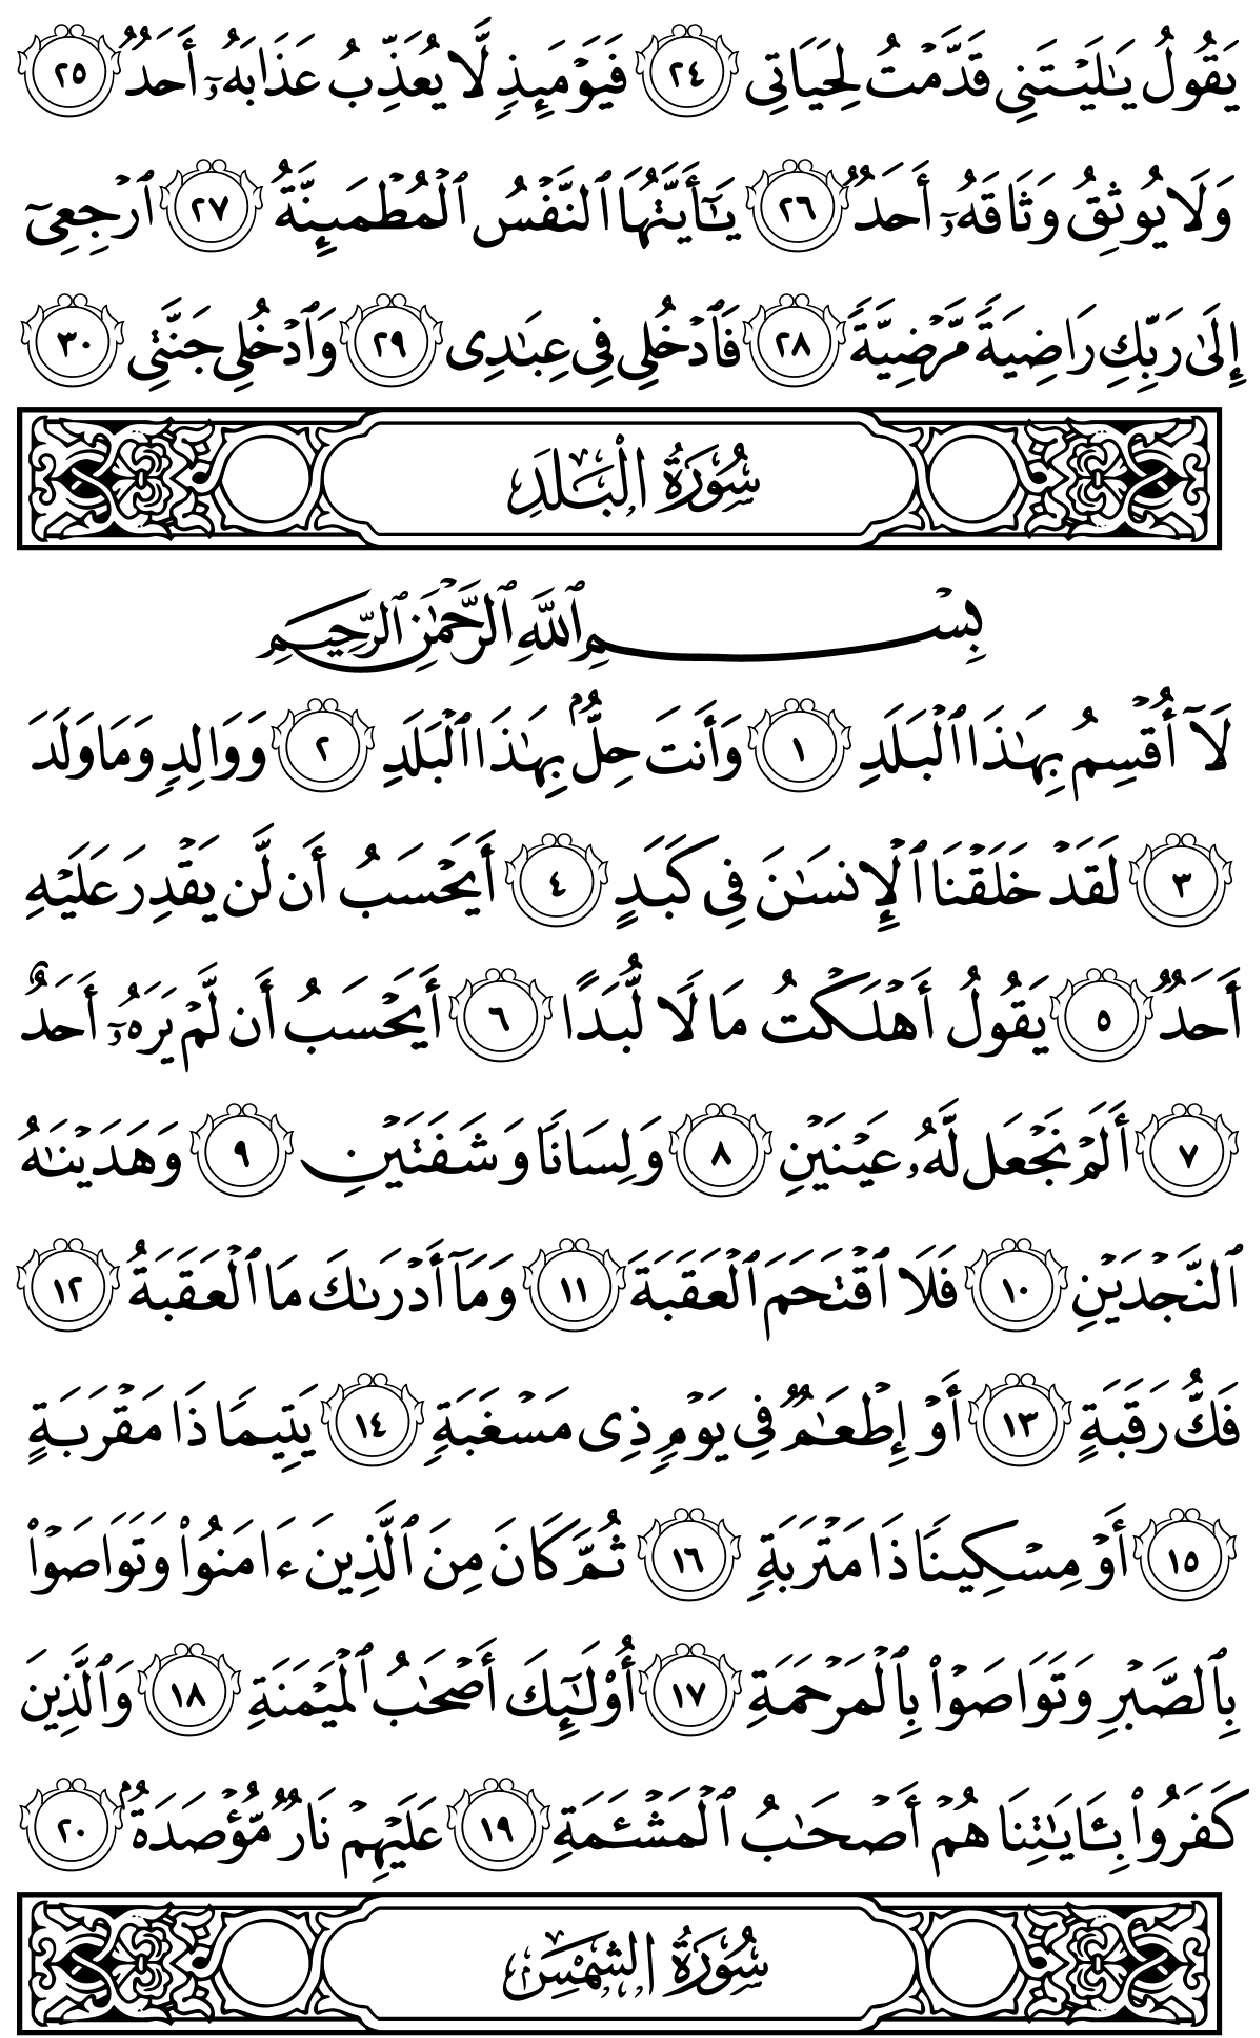 يَقُولُ يَـٰلَيْتَنِى قَدَّمْتُ لِحَيَاتِى ٢٤ فَيَوْمَئِذٍ لَّا يُعَذِّبُ عَذَابَهُۥٓ أَحَدٌ ٢٥
وَلَا يُوثِقُ وَثَاقَهُۥٓ أَحَدٌ ٢٦ يَـٰٓأَيَّتُهَا ٱلنَّفْسُ ٱلْمُطْمَئِنَّةُ ٢٧ ٱرْجِعِىٓ
إِلَىٰ رَبِّكِ رَاضِيَةً مَّرْضِيَّةً ٢٨ فَٱدْخُلِى فِى عِبَـٰدِى ٢٩ وَٱدْخُلِى جَنَّتِى ٣٠
سُورَةُ الْبَلَدِ
بِسْمِ ٱللَّهِ ٱلرَّحْمَـٰنِ ٱلرَّحِيمِ
لَآ أُقْسِمُ بِهَـٰذَا ٱلْبَلَدِ ١ وَأَنتَ حِلٌّۢ بِهَـٰذَا ٱلْبَلَدِ ٢ وَوَالِدٍ وَمَا وَلَدَ
٣ لَقَدْ خَلَقْنَا ٱلْإِنسَـٰنَ فِى كَبَدٍ ٤ أَيَحْسَبُ أَن لَّن يَقْدِرَ عَلَيْهِ
أَحَدٌ ٥ يَقُولُ أَهْلَكْتُ مَالًا لُّبَدًا ٦ أَيَحْسَبُ أَن لَّمْ يَرَهُۥٓ أَحَدٌ
٧ أَلَمْ نَجْعَل لَّهُۥ عَيْنَيْنِ ٨ وَلِسَانًا وَشَفَتَيْنِ ٩ وَهَدَيْنَـٰهُ
ٱلنَّجْدَيْنِ ١٠ فَلَا ٱقْتَحَمَ ٱلْعَقَبَةَ ١١ وَمَآ أَدْرَىٰكَ مَا ٱلْعَقَبَةُ ١٢
فَكُّ رَقَبَةٍ ١٣ أَوْ إِطْعَـٰمٌ فِى يَوْمٍ ذِى مَسْغَبَةٍ ١٤ يَتِيمًا ذَا مَقْرَبَةٍ
١٥ أَوْ مِسْكِينًا ذَا مَتْرَبَةٍ ١٦ ثُمَّ كَانَ مِنَ ٱلَّذِينَ ءَامَنُوا۟ وَتَوَاصَوْا۟
بِٱلصَّبْرِ وَتَوَاصَوْا۟ بِٱلْمَرْحَمَةِ ١٧ أُو۟لَـٰٓئِكَ أَصْحَـٰبُ ٱلْمَيْمَنَةِ ١٨ وَٱلَّذِينَ
كَفَرُوا۟ بِـَٔايَـٰتِنَا هُمْ أَصْحَـٰبُ ٱلْمَشْـَٔمَةِ ١٩ عَلَيْهِمْ نَارٌ مُّؤْصَدَةٌۢ ٢٠
سُورَةُ الشَّمْسِ